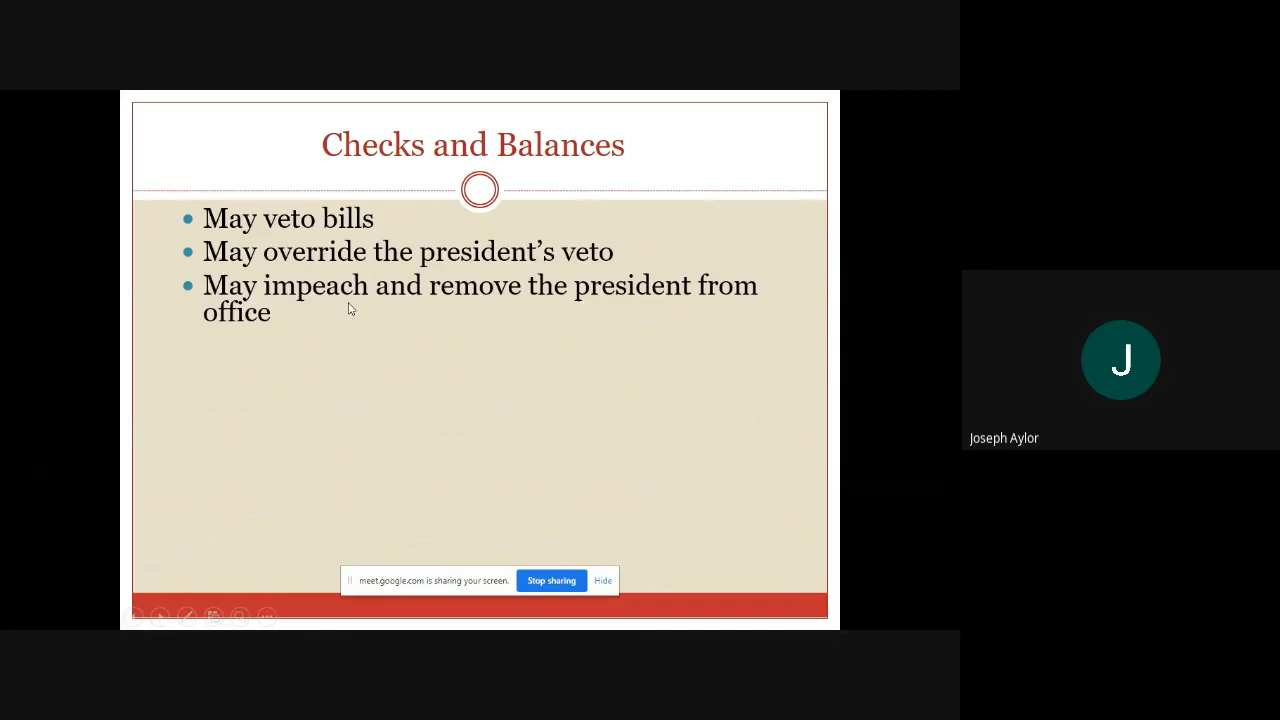 Checks and Balances
May veto bills
May override the president's veto
May impeach and remove the president from
office
J
Joseph Aylor
meet.google.com is sharing your screen. Stop sharing Hide